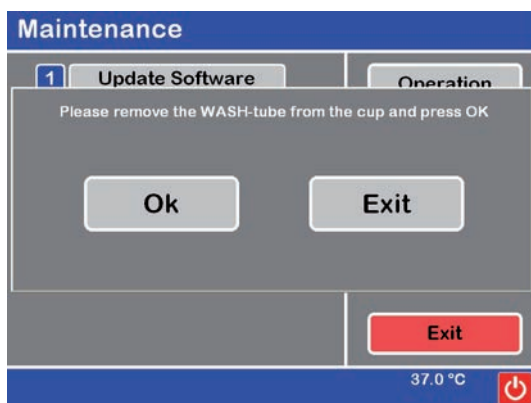 Maintenance
1 Update Software
Operation
Please remove the WASH-tube from the cup and press OK
Ok
Exit
Exit
37.0 °C